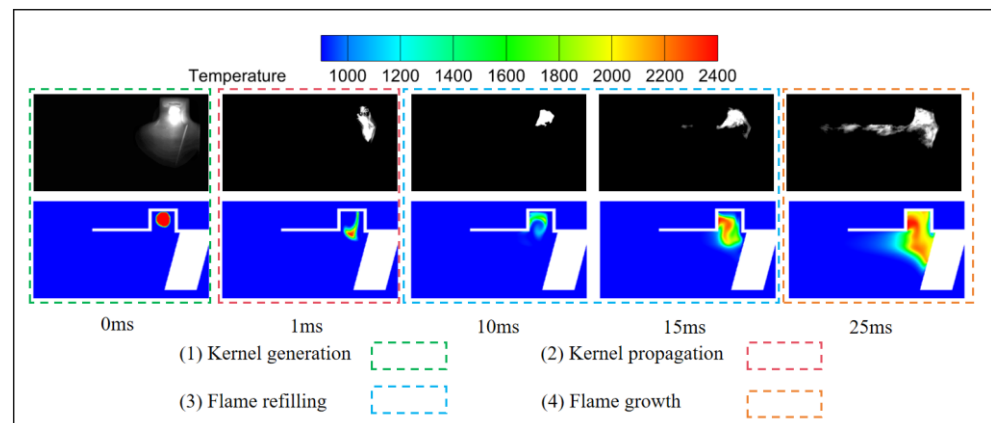 Temperature 1000 1200 1400 1600 1800 2000 2200 2400
0ms 1ms 10ms 15ms 25ms
(1) Kernel generation (2) Kernel propagation
(3) Flame refilling (4) Flame growth